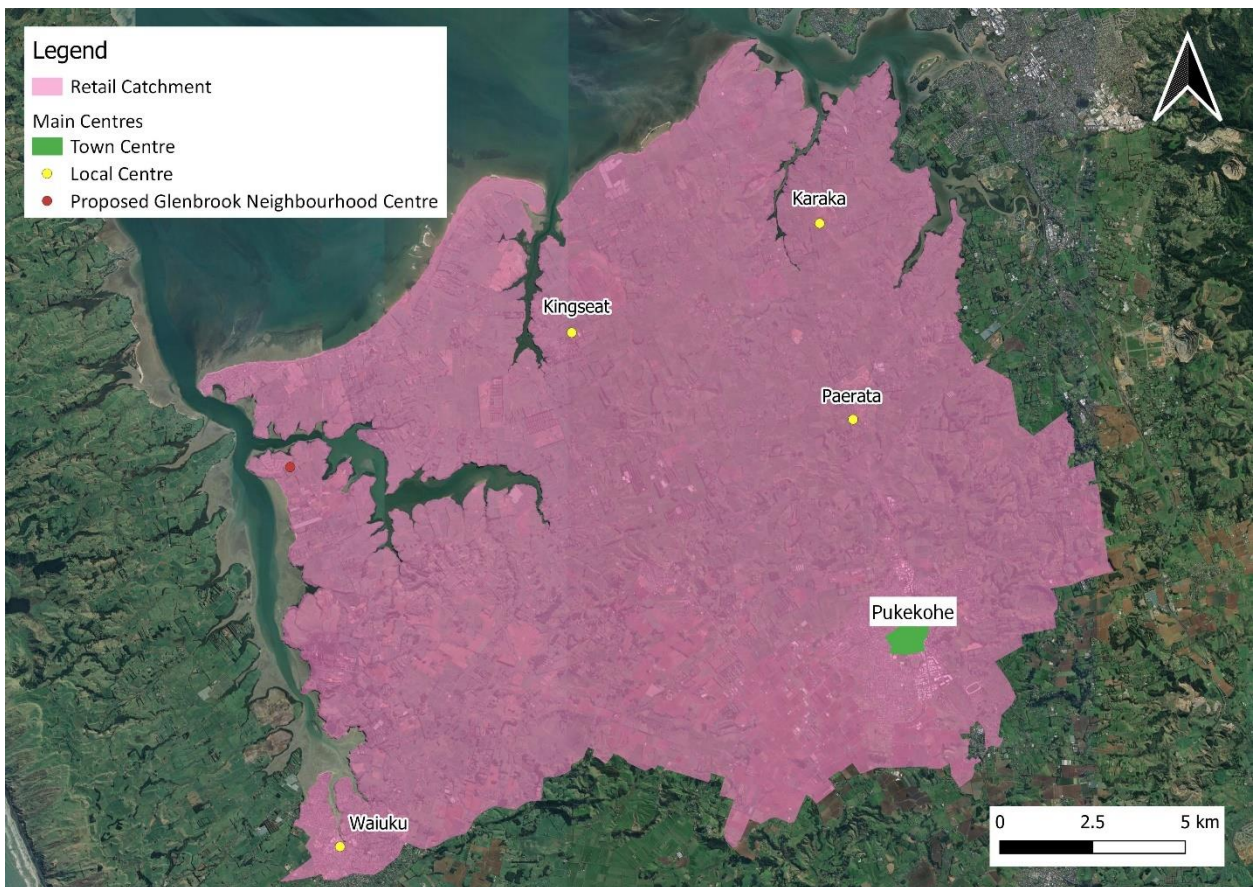 Legend
Retail Catchment
Main Centres
Town Centre
Local Centre
Proposed Glenbrook Neighbourhood Centre
Karaka
Kingseat
Paerata
Pukekohe
Waiuku
0 2.5 5 km